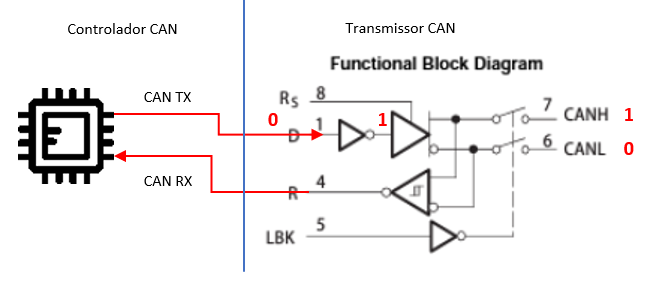 Controlador CAN
Transmissor CAN
Functional Block Diagram
CAN TX
RS 8
0 D 1 1
7 CANH 1
6 CANL 0
CAN RX
R 4
LBK 5